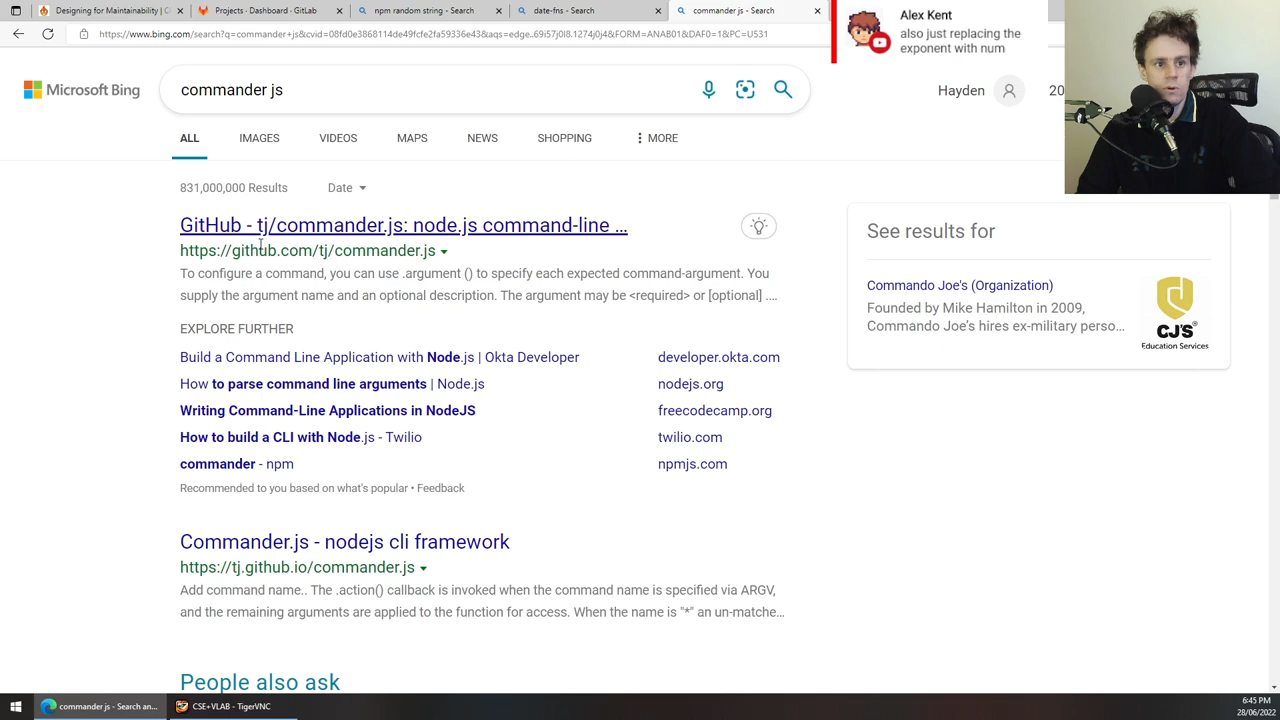 Designing for Maintainability | C
Projects - Dashboard - GitLab
npm random string - Search
date-fns - Search
commander js - Search
https://www.bing.com/search?q=commander+js&cvid=08fd0e3868114de49fcfe2fa59336e43&aqs=edge..69i57j0l8.1274j0j4&FORM=ANAB01&DAF0=1&PC=U531
Alex Kent
also just replacing the
exponent with num
Microsoft Bing
commander js
Hayden
20
ALL
IMAGES
VIDEOS
MAPS
NEWS
SHOPPING
MORE
831,000,000 Results
Date
GitHub - tj/commander.js: node.js command-line ...
https://github.com/tj/commander.js
To configure a command, you can use .argument () to specify each expected command-argument. You
supply the argument name and an optional description. The argument may be <required> or [optional] ....
EXPLORE FURTHER
Build a Command Line Application with Node.js | Okta Developer
developer.okta.com
How to parse command line arguments | Node.js
nodejs.org
Writing Command-Line Applications in NodeJS
freecodecamp.org
How to build a CLI with Node.js - Twilio
twilio.com
commander - npm
npmjs.com
Recommended to you based on what's popular • Feedback
Commander.js - nodejs cli framework
https://tj.github.io/commander.js
Add command name.. The .action() callback is invoked when the command name is specified via ARGV,
and the remaining arguments are applied to the function for access. When the name is "*" an un-matche...
People also ask
See results for
Commando Joe's (Organization)
Founded by Mike Hamilton in 2009,
Commando Joe's hires ex-military perso...
CJ'S
Education Services
commander js - Search an...
CSE+VLAB - TigerVNC
6:45 PM
28/06/2022